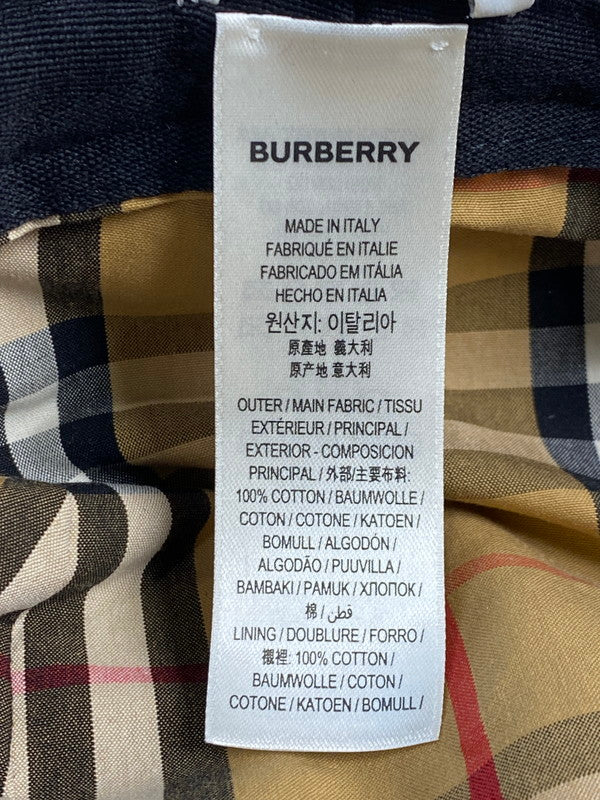 BURBERRY
MADE IN ITALY
FABRIQUÉ EN ITALIE
FABRICADO EM ITÁLIA
HECHO EN ITALIA
원산지: 이탈리아
原產地 義大利
原产地 意大利
OUTER / MAIN FABRIC / TISSU
EXTÉRIEUR / PRINCIPAL /
EXTERIOR - COMPOSICION
PRINCIPAL / 外部/主要布料:
100% COTTON / BAUMWOLLE /
COTON / COTONE / KATOEN /
BOMULL / ALGODÓN /
ALGODÃO / PUUVILLA /
BAMBAKI / PAMUK / ХЛОПОК /
棉 / قطن /
LINING / DOUBLURE / FORRO /
襯裡: 100% COTTON /
BAUMWOLLE / COTON /
COTONE / KATOEN / BOMULL /